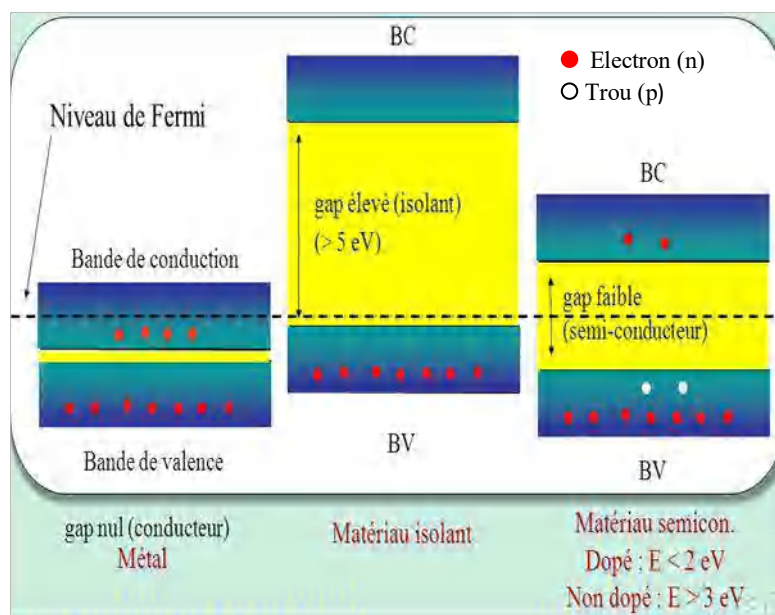 BC
Electron (n)
Trou (p)
Niveau de Fermi
BC
gap élevé (isolant)
(> 5 eV)
Bande de conduction
gap faible
(semi-conducteur)
Bande de valence
BV
BV
gap nul (conducteur)
Métal
Matériau isolant
Matériau semicon.
Dopé : E < 2 eV
Non dopé : E > 3 eV